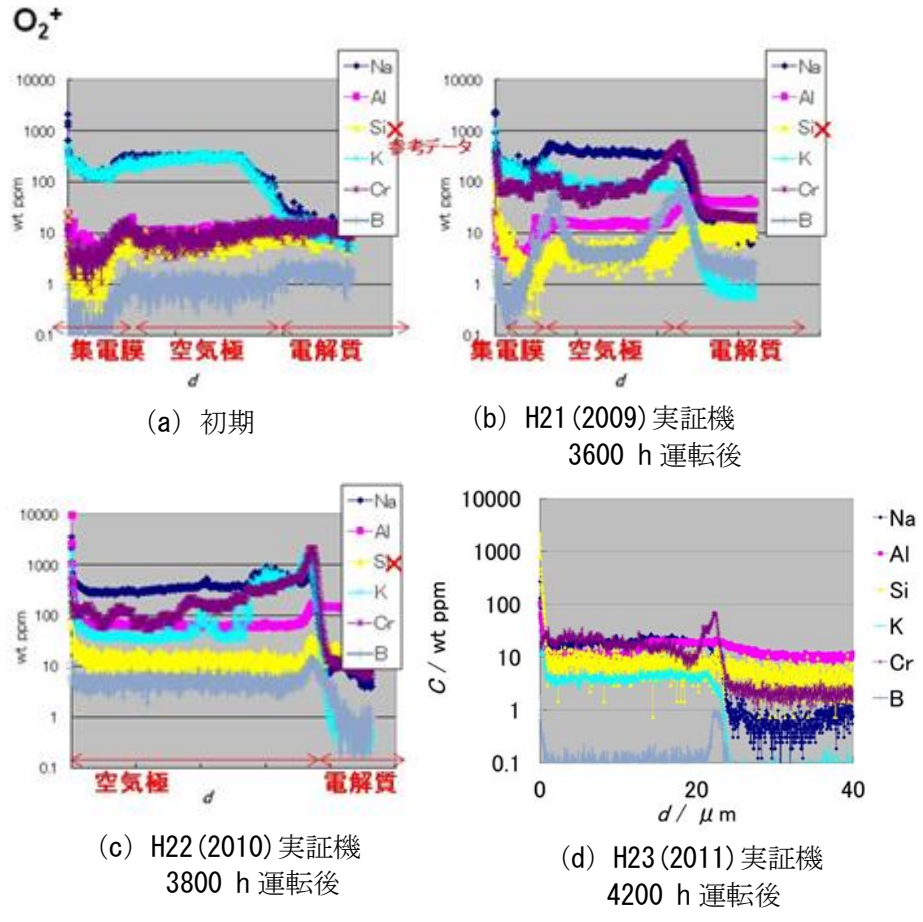 O₂⁺
10000
1000
100
10
1
0.1
wt ppm
Na
Al
Si
K
Cr
B
参考データ
集電膜 空気極 電解質
d
(a) 初期
10000
1000
100
10
1
0.1
wt ppm
Na
Al
Si
K
Cr
B
集電膜 空気極 電解質
d
(b) H21(2009)実証機
3600 h 運転後
10000
1000
100
10
1
0.1
wt ppm
Na
Al
S
K
Cr
B
空気極 電解質
d
(c) H22(2010)実証機
3800 h 運転後
10000
1000
100
10
1
0.1
C / wt ppm
0 20 40
d / μm
Na
Al
Si
K
Cr
B
(d) H23(2011)実証機
4200 h 運転後